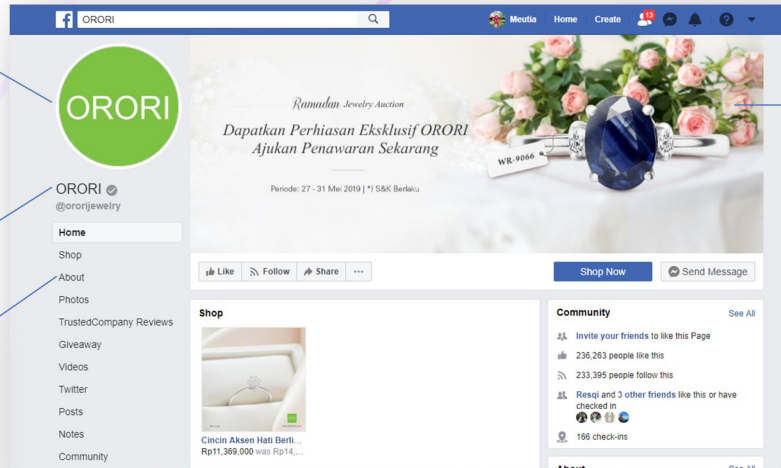 ORORI
Meutia
Home
Create
13
ORORI
ORORI
@ororijewelry
Home
Shop
About
Photos
TrustedCompany Reviews
Giveaway
Videos
Twitter
Posts
Notes
Community
Ramadan Jewelry Auction
Dapatkan Perhiasan Eksklusif ORORI
Ajukan Penawaran Sekarang
Periode: 27 - 31 Mei 2019 | *) S&K Berlaku
WR-9066
Like
Follow
Share
Shop Now
Send Message
Shop
Cincin Aksen Hati Berli...
Rp11,369,000 was Rp14,...
Community
See All
Invite your friends to like this Page
236,263 people like this
233,395 people follow this
Resqi and 3 other friends like this or have
checked in
166 check-ins
About
See All